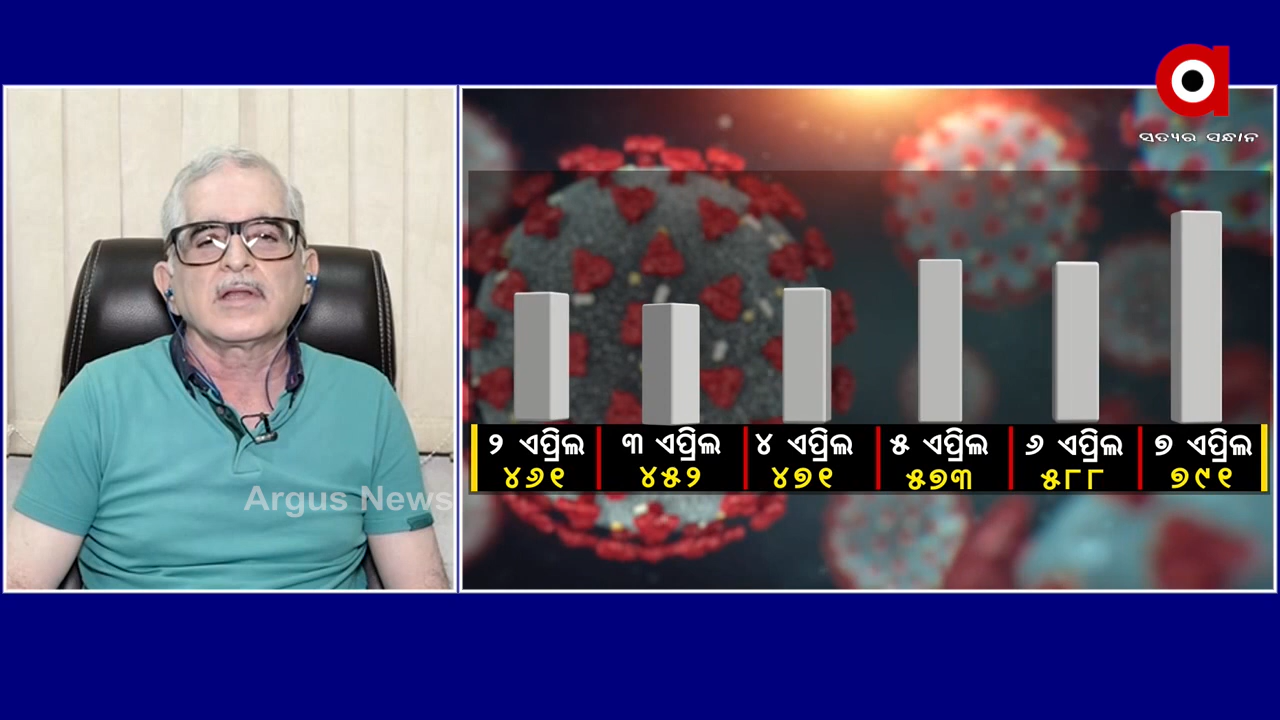 ସତ୍ୟର ସନ୍ଧାନ
Argus News
୨ ଏପ୍ରିଲ ୩ ଏପ୍ରିଲ ୪ ଏପ୍ରିଲ ୫ ଏପ୍ରିଲ ୬ ଏପ୍ରିଲ ୭ ଏପ୍ରିଲ
୪୬୧ ୪୫୨ ୪୭୧ ୫୭୩ ୫୮୮ ୭୯୧